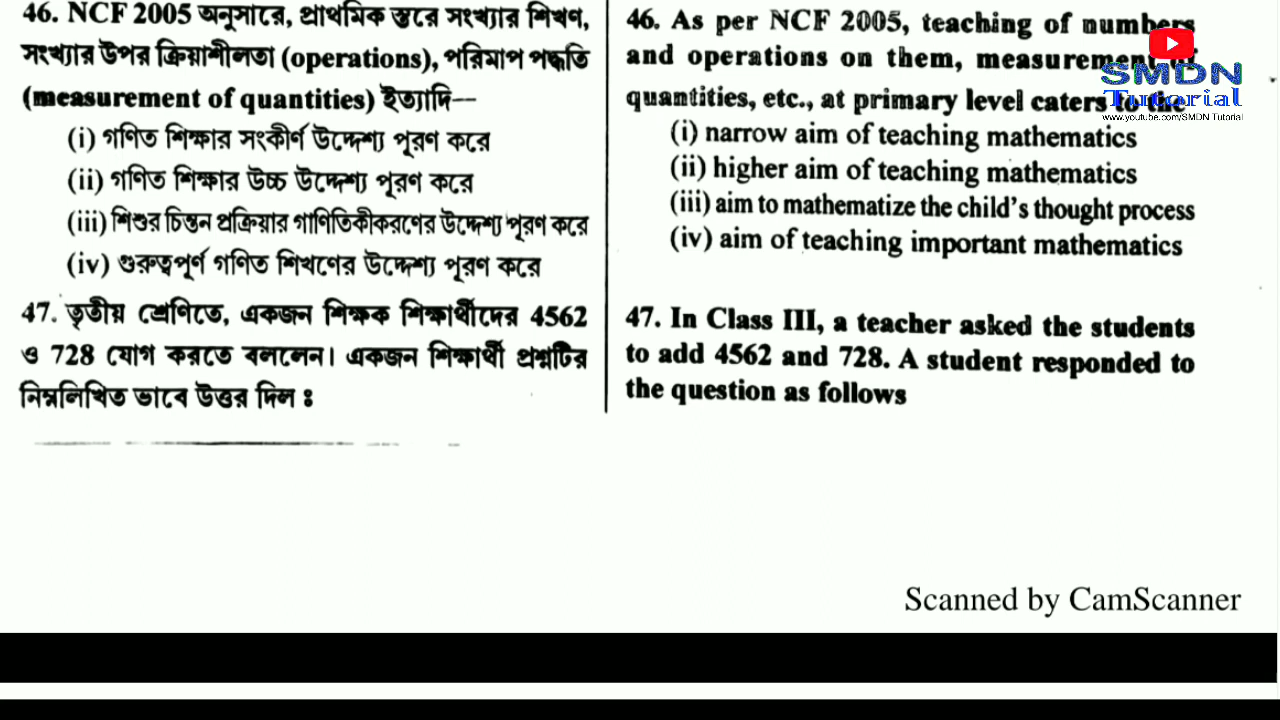 46. NCF 2005 অনুসারে, প্রাথমিক স্তরে সংখ্যার শিখণ,
সংখ্যার উপর ক্রিয়াশীলতা (operations), পরিমাপ পদ্ধতি
(measurement of quantities) ইত্যাদি—
(i) গণিত শিক্ষার সংকীর্ণ উদ্দেশ্য পূরণ করে
(ii) গণিত শিক্ষার উচ্চ উদ্দেশ্য পূরণ করে
(iii) শিশুর চিন্তন প্রক্রিয়ার গাণিতিকীকরণের উদ্দেশ্য পূরণ করে
(iv) গুরুত্বপূর্ণ গণিত শিখণের উদ্দেশ্য পূরণ করে
47. তৃতীয় শ্রেণিতে, একজন শিক্ষক শিক্ষার্থীদের 4562
ও 728 যোগ করতে বললেন। একজন শিক্ষার্থী প্রশ্নটির
নিম্নলিখিত ভাবে উত্তর দিল ঃ
46. As per NCF 2005, teaching of numbers
and operations on them, measurement of
quantities, etc., at primary level caters to the
(i) narrow aim of teaching mathematics
(ii) higher aim of teaching mathematics
(iii) aim to mathematize the child's thought process
(iv) aim of teaching important mathematics
47. In Class III, a teacher asked the students
to add 4562 and 728. A student responded to
the question as follows
SMDN
Tutorial
www.youtube.com/SMDN Tutorial
Scanned by CamScanner